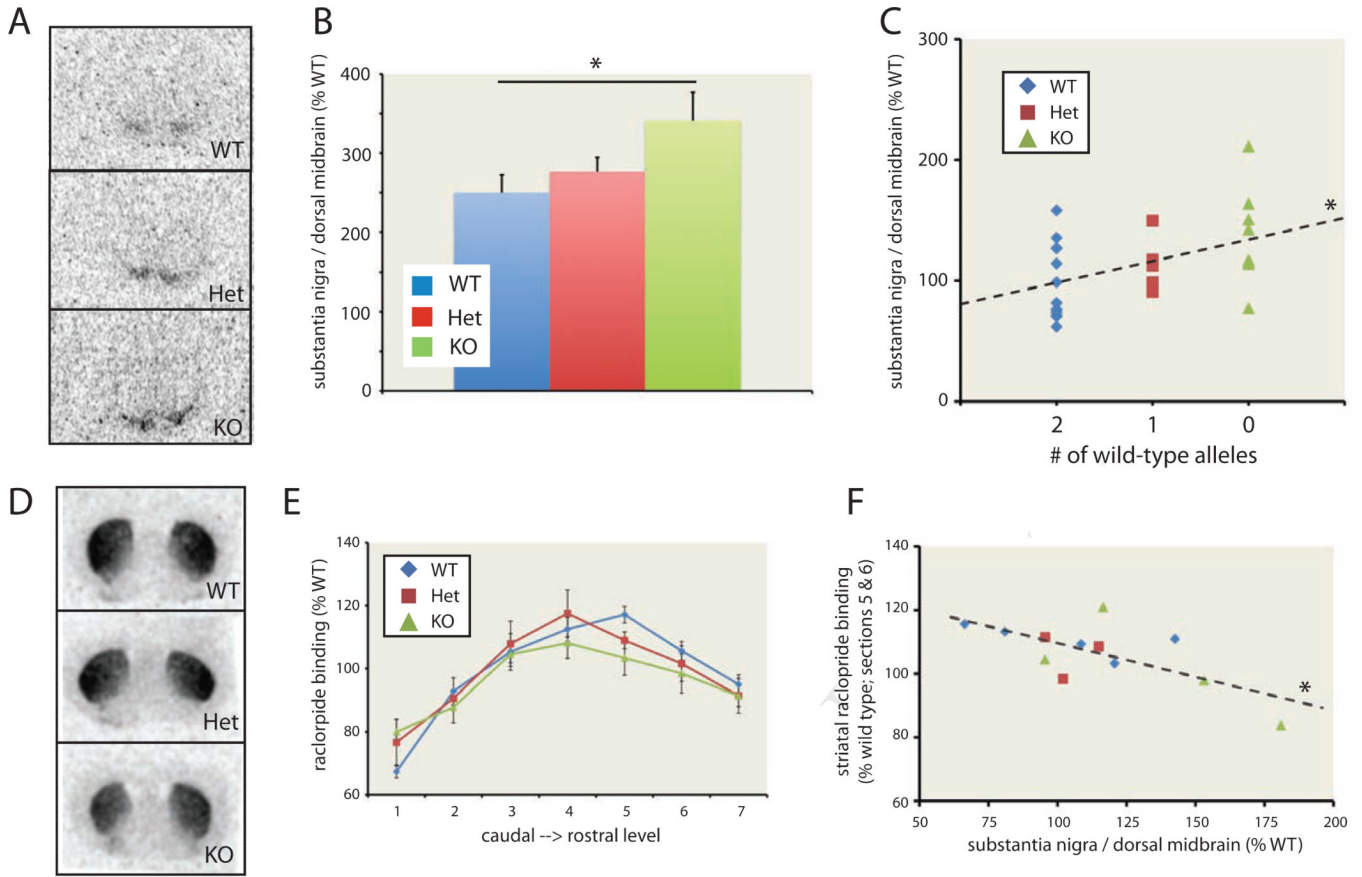 A
WT
Het
KO
B
substantia nigra / dorsal midbrain (% WT)
400
350
300
250
200
150
100
50
0
*
WT
Het
KO
C
substantia nigra / dorsal midbrain (% WT)
300
200
100
0
WT
Het
KO
*
2
1
0
# of wild-type alleles
D
WT
Het
KO
E
raclorpide binding (% WT)
140
120
100
80
60
WT
Het
KO
1
2
3
4
5
6
7
caudal --> rostral level
F
striatal raclopride binding
(% wild type; sections 5 & 6)
140
120
100
80
60
*
50
75
100
125
150
175
200
substantia nigra / dorsal midbrain (% WT)